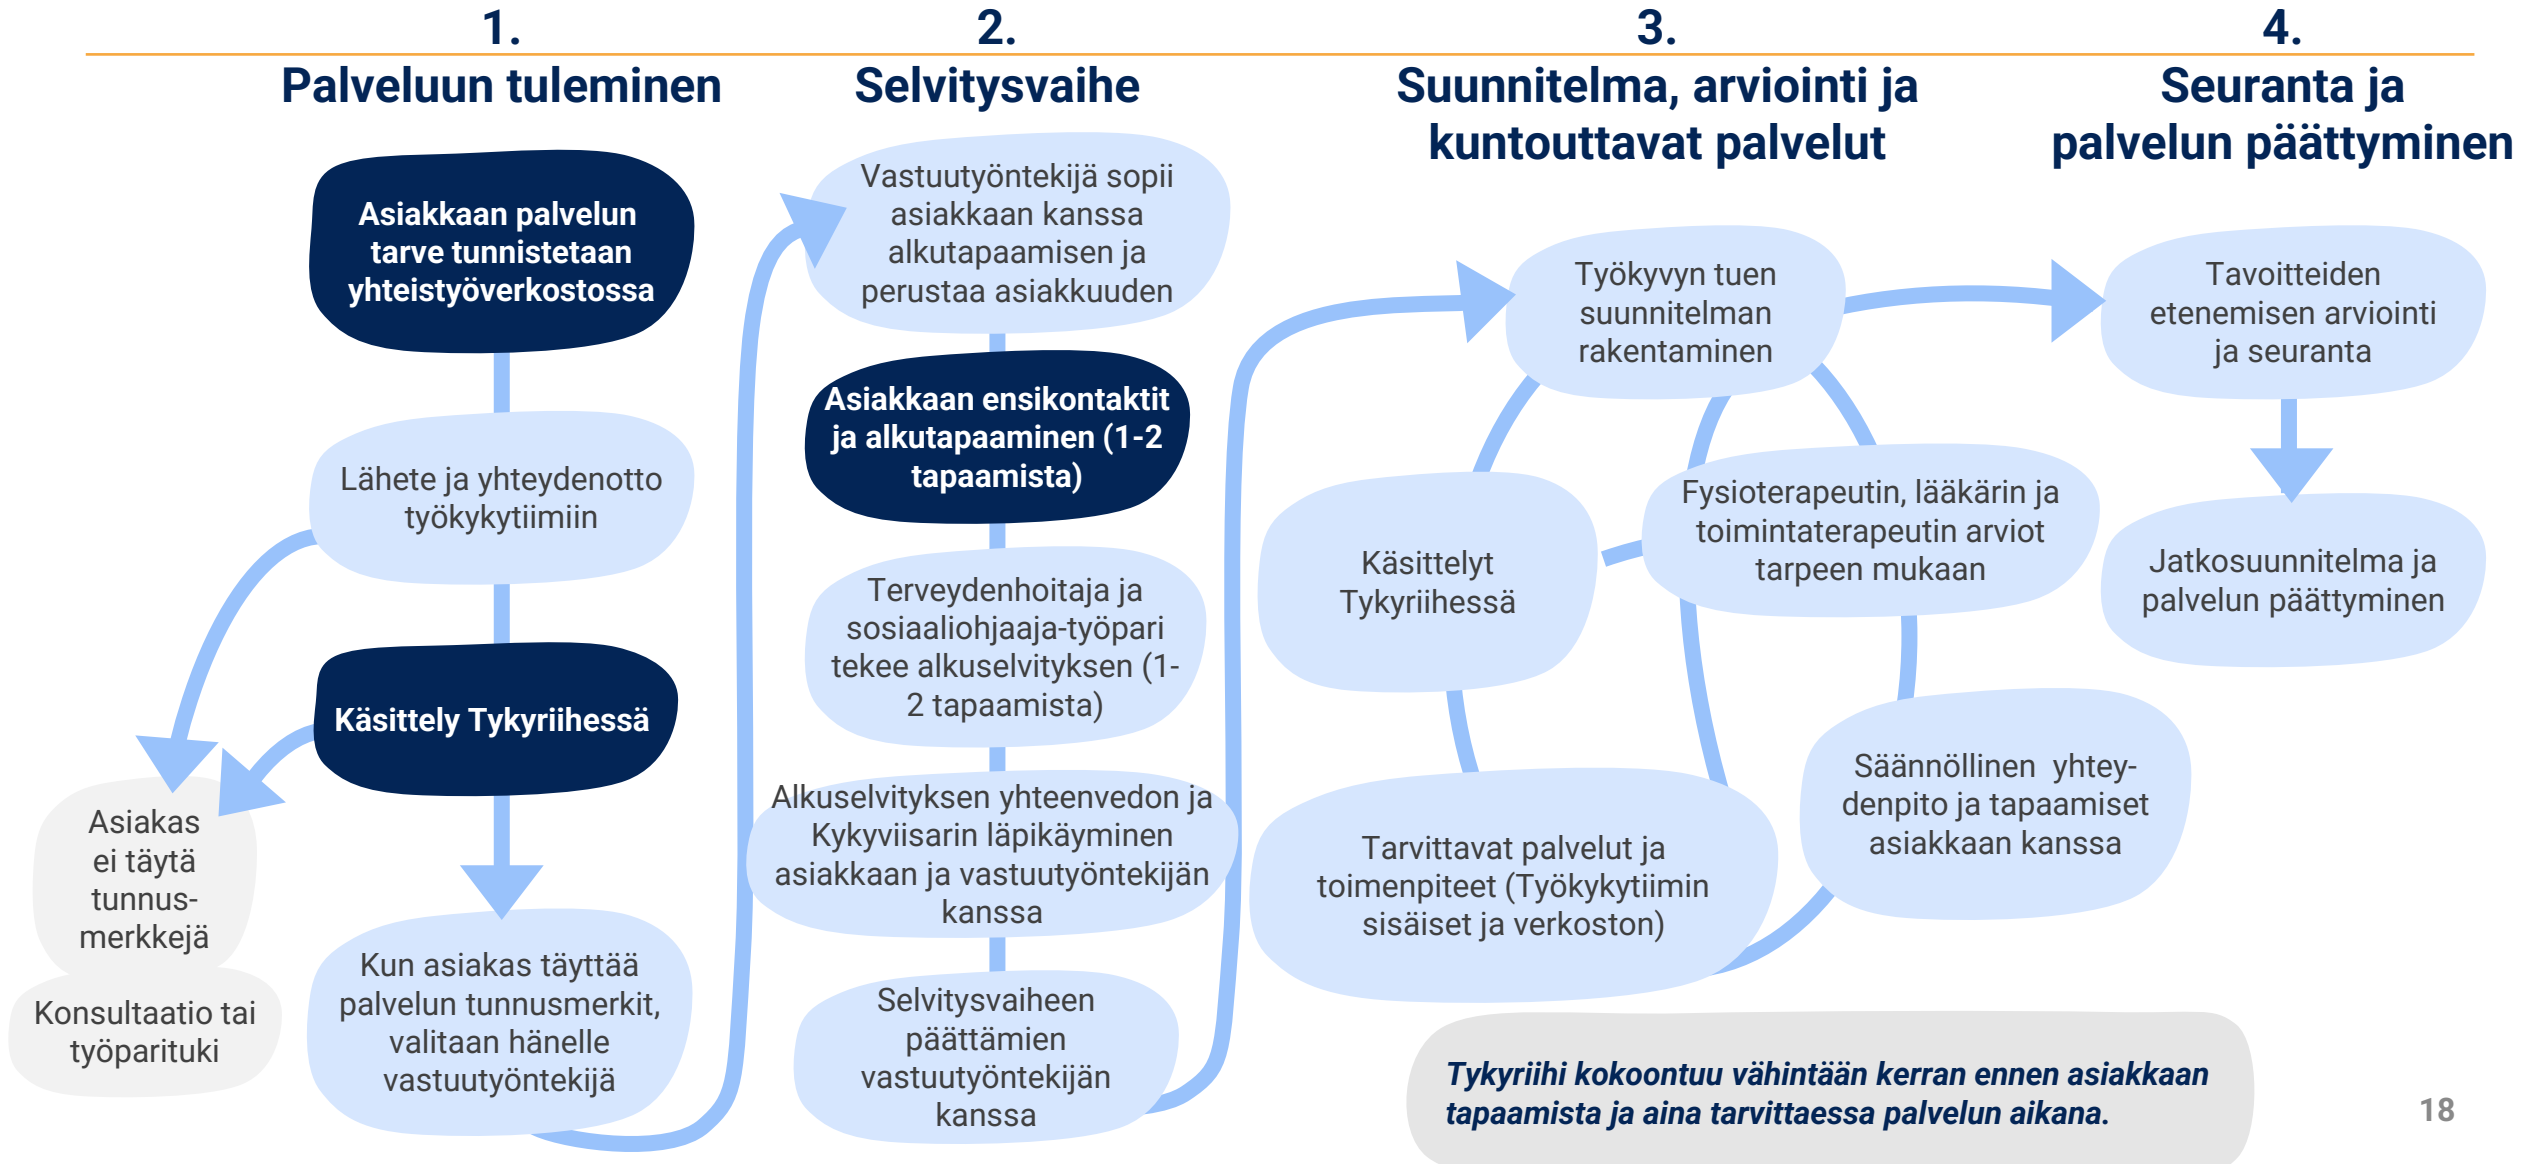 1.
Palveluun tuleminen
Asiakkaan palvelun
tarve tunnistetaan
yhteistyöverkostossa
Lähete ja yhteydenotto
työkykytiimiin
Käsittely Tykyriihessä
Asiakas
ei täytä
tunnus-
merkkejä
Konsultaatio tai
työparituki
Kun asiakas täyttää
palvelun tunnusmerkit,
valitaan hänelle
vastuutyöntekijä
2.
Selvitysvaihe
Vastuutyöntekijä sopii
asiakkaan kanssa
alkutapaamisen ja
perustaa asiakkuuden
Asiakkaan ensikontaktit
ja alkutapaaminen (1-2
tapaamista)
Terveydenhoitaja ja
sosiaaliohjaaja-työpari
tekee alkuselvityksen (1-
2 tapaamista)
Alkuselvityksen yhteenvedon ja
Kykyviisarin läpikäyminen
asiakkaan ja vastuutyöntekijän
kanssa
Selvitysvaiheen
päättämien
vastuutyöntekijän
kanssa
3.
Suunnitelma, arviointi ja
kuntouttavat palvelut
Työkyvyn tuen
suunnitelman
rakentaminen
Käsittelyt
Tykyriihessä
Fysioterapeutin, lääkärin ja
toimintaterapeutin arviot
tarpeen mukaan
Tarvittavat palvelut ja
toimenpiteet (Työkykytiimin
sisäiset ja verkoston)
Säännöllinen  yhtey-
denpito ja tapaamiset
asiakkaan kanssa
4.
Seuranta ja
palvelun päättyminen
Tavoitteiden
etenemisen arviointi
ja seuranta
Jatkosuunnitelma ja
palvelun päättyminen
Tykyriihi kokoontuu vähintään kerran ennen asiakkaan
tapaamista ja aina tarvittaessa palvelun aikana.
18